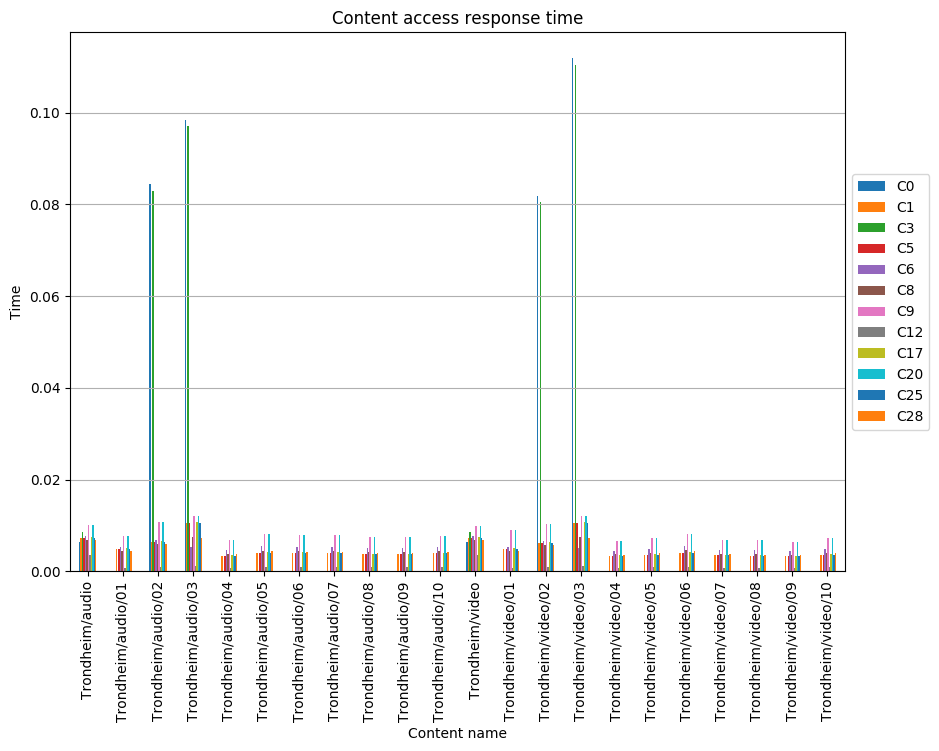 Content access response time
Time
0.10
0.08
0.06
0.04
0.02
0.00
Trondheim/audio
Trondheim/audio/01
Trondheim/audio/02
Trondheim/audio/03
Trondheim/audio/04
Trondheim/audio/05
Trondheim/audio/06
Trondheim/audio/07
Trondheim/audio/08
Trondheim/audio/09
Trondheim/audio/10
Trondheim/video
Trondheim/video/01
Trondheim/video/02
Trondheim/video/03
Trondheim/video/04
Trondheim/video/05
Trondheim/video/06
Trondheim/video/07
Trondheim/video/08
Trondheim/video/09
Trondheim/video/10
Content name
C0
C1
C3
C5
C6
C8
C9
C12
C17
C20
C25
C28